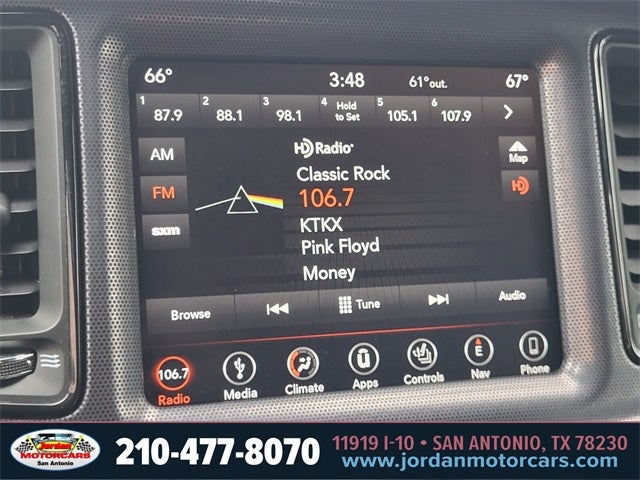 66° 3:48 61°out. 67°
1 87.9 2 88.1 3 98.1 4 Hold to Set 5 105.1 6 107.9 >
AM
HD Radio
Map
Classic Rock
FM
106.7
HD
KTKX
sxm
Pink Floyd
Money
Browse Tune Audio
106.7
Radio Media Climate Apps Controls Nav Phone
E
Jordan
MOTORCARS
San Antonio
210-477-8070
11919 I-10 • SAN ANTONIO, TX 78230
www.jordanmotorcars.com